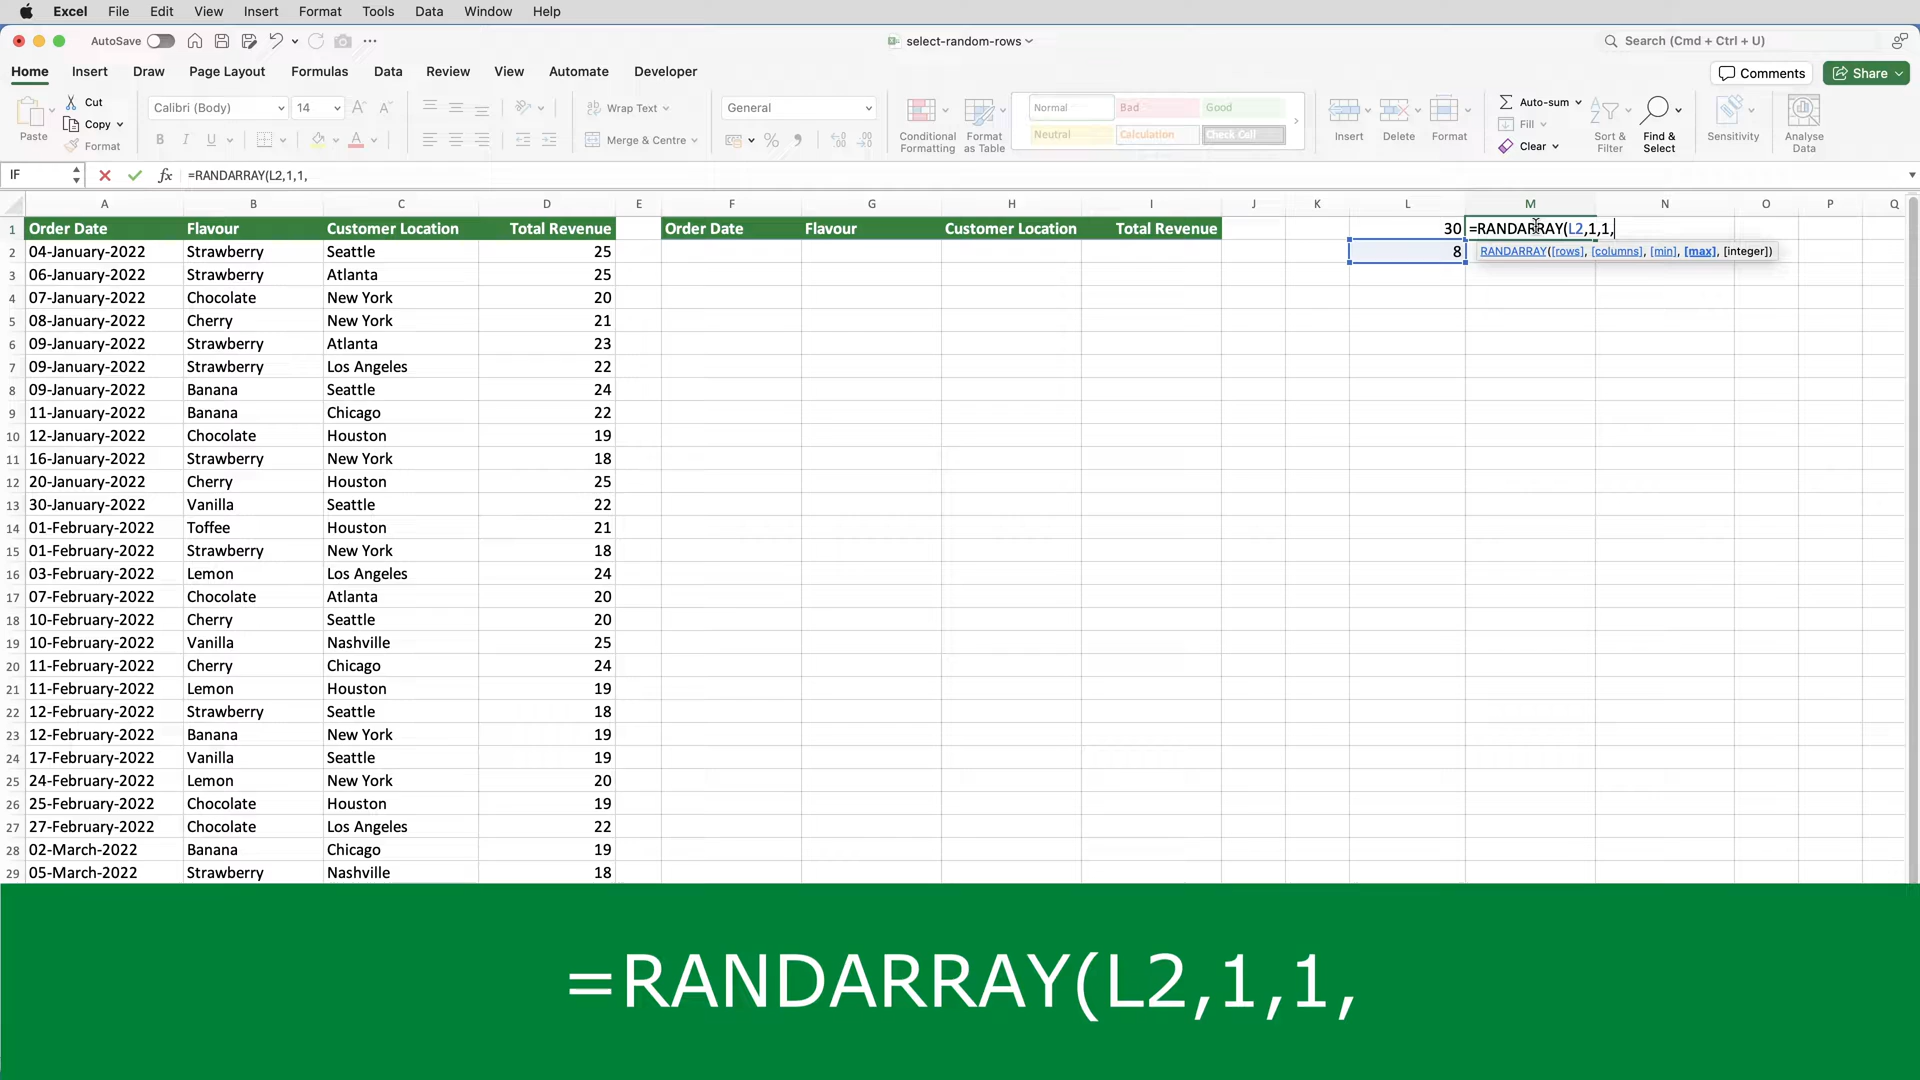 Excel File Edit View Insert Format Tools Data Window Help
AutoSave select-random-rows Search (Cmd + Ctrl + U)
Home Insert Draw Page Layout Formulas Data Review View Automate Developer Comments Share
Paste Cut Copy Format
Calibri (Body) 14 B I U
Wrap Text Merge & Centre
General
Conditional Formatting Format as Table
Normal Bad Good
Neutral Calculation Check Cell
Insert Delete Format
Auto-sum Fill Clear
Sort & Filter Find & Select Sensitivity Analyse Data
IF fx =RANDARRAY(L2,1,1,
A B C D E F G H I J K L M N O P Q
1 Order Date Flavour Customer Location Total Revenue Order Date Flavour Customer Location Total Revenue 30 =RANDARRAY(L2,1,1,
2 04-January-2022 Strawberry Seattle 25 8 RANDARRAY([rows], [columns], [min], [max], [integer])
3 06-January-2022 Strawberry Atlanta 25
4 07-January-2022 Chocolate New York 20
5 08-January-2022 Cherry New York 21
6 09-January-2022 Strawberry Atlanta 23
7 09-January-2022 Strawberry Los Angeles 22
8 09-January-2022 Banana Seattle 24
9 11-January-2022 Banana Chicago 22
10 12-January-2022 Chocolate Houston 19
11 16-January-2022 Strawberry New York 18
12 20-January-2022 Cherry Houston 25
13 30-January-2022 Vanilla Seattle 22
14 01-February-2022 Toffee Houston 21
15 01-February-2022 Strawberry New York 18
16 03-February-2022 Lemon Los Angeles 24
17 07-February-2022 Chocolate Atlanta 20
18 10-February-2022 Cherry Seattle 20
19 10-February-2022 Vanilla Nashville 25
20 11-February-2022 Cherry Chicago 24
21 11-February-2022 Lemon Houston 19
22 12-February-2022 Strawberry Seattle 18
23 12-February-2022 Banana New York 19
24 17-February-2022 Vanilla Seattle 19
25 24-February-2022 Lemon New York 20
26 25-February-2022 Chocolate Houston 19
27 27-February-2022 Chocolate Los Angeles 22
28 02-March-2022 Banana Chicago 19
29 05-March-2022 Strawberry Nashville 18
=RANDARRAY(L2,1,1,